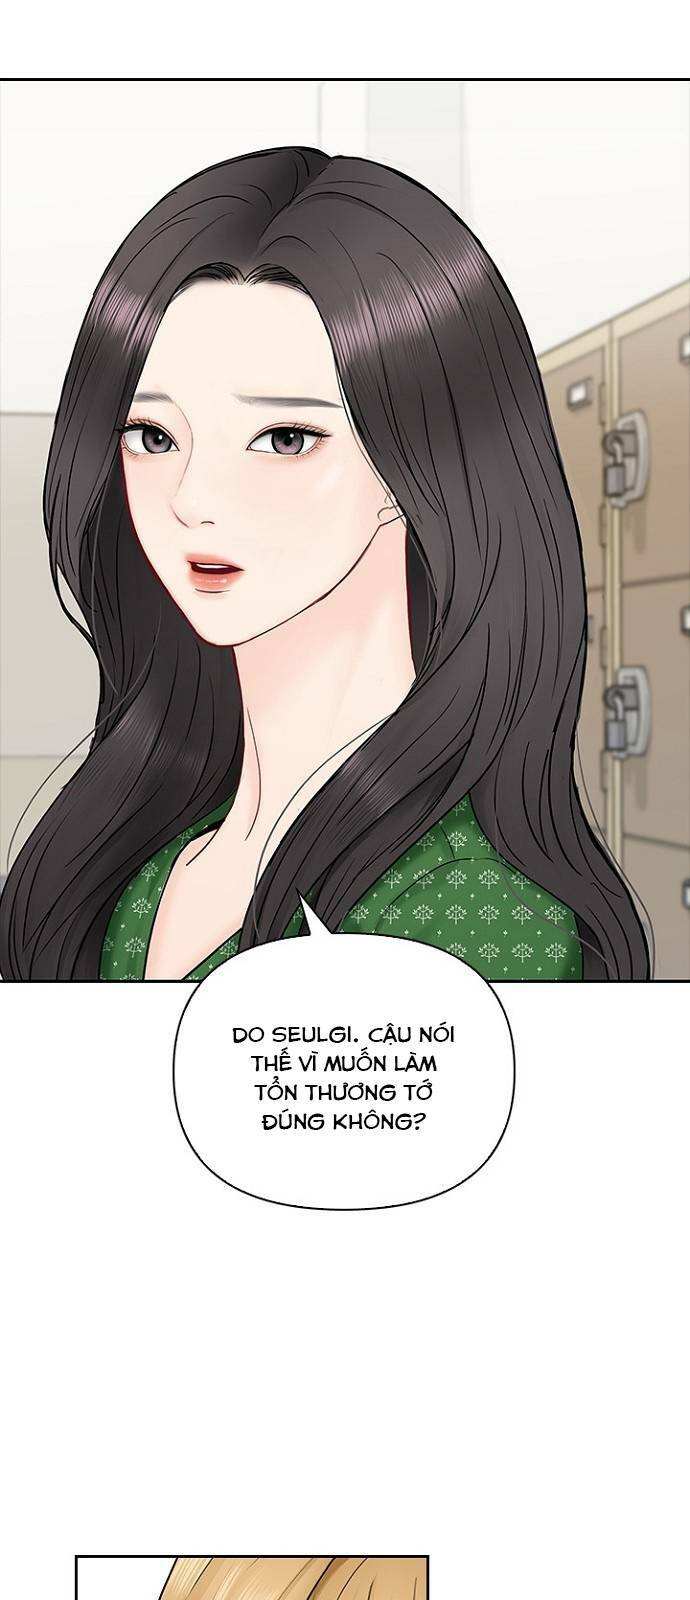 DO SEULGI. CẬU NÓI
THẾ VÌ MUỐN LÀM
TỔN THƯƠNG TỚ
ĐÚNG KHÔNG?